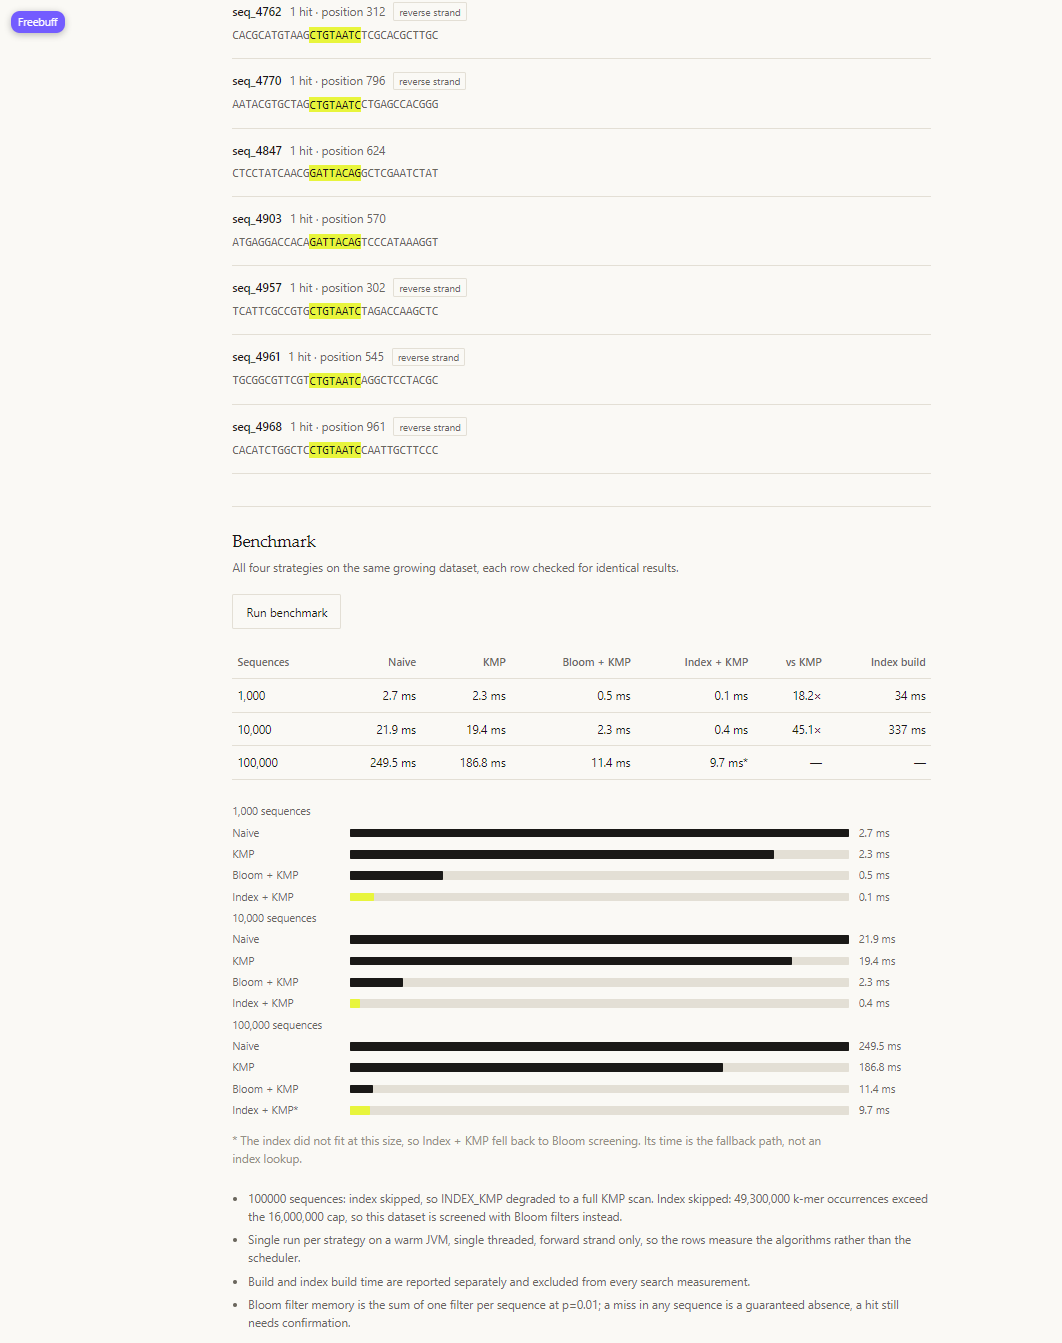 Freebuff
seq_4762 1 hit · position 312 reverse strand
CACGCATGTAAGCTGTAATCTCGCACGCTTGC
seq_4770 1 hit · position 796 reverse strand
AATACGTGCTAGCTGTAATCCTGAGCCACGGG
seq_4847 1 hit · position 624
CTCCTATCAACGGATTACAGGCTCGAATCTAT
seq_4903 1 hit · position 570
ATGAGGACCACAGATTACAGTCCCATAAAGGT
seq_4957 1 hit · position 302 reverse strand
TCATTCGCCGTGCTGTAATCTAGACCAAGCTC
seq_4961 1 hit · position 545 reverse strand
TGCGGCGTTCGTCTGTAATCAGGCTCCTACGC
seq_4968 1 hit · position 961 reverse strand
CACATCTGGCTCCTGTAATCCAATTGCTTCCC
Benchmark
All four strategies on the same growing dataset, each row checked for identical results.
Run benchmark
Sequences Naive KMP Bloom + KMP Index + KMP vs KMP Index build
1,000 2.7 ms 2.3 ms 0.5 ms 0.1 ms 18.2× 34 ms
10,000 21.9 ms 19.4 ms 2.3 ms 0.4 ms 45.1× 337 ms
100,000 249.5 ms 186.8 ms 11.4 ms 9.7 ms* — —
1,000 sequences
Naive 2.7 ms
KMP 2.3 ms
Bloom + KMP 0.5 ms
Index + KMP 0.1 ms
10,000 sequences
Naive 21.9 ms
KMP 19.4 ms
Bloom + KMP 2.3 ms
Index + KMP 0.4 ms
100,000 sequences
Naive 249.5 ms
KMP 186.8 ms
Bloom + KMP 11.4 ms
Index + KMP* 9.7 ms
* The index did not fit at this size, so Index + KMP fell back to Bloom screening. Its time is the fallback path, not an
index lookup.
• 100000 sequences: index skipped, so INDEX_KMP degraded to a full KMP scan. Index skipped: 49,300,000 k-mer occurrences exceed
the 16,000,000 cap, so this dataset is screened with Bloom filters instead.
• Single run per strategy on a warm JVM, single threaded, forward strand only, so the rows measure the algorithms rather than the
scheduler.
• Build and index build time are reported separately and excluded from every search measurement.
• Bloom filter memory is the sum of one filter per sequence at p=0.01; a miss in any sequence is a guaranteed absence, a hit still
needs confirmation.